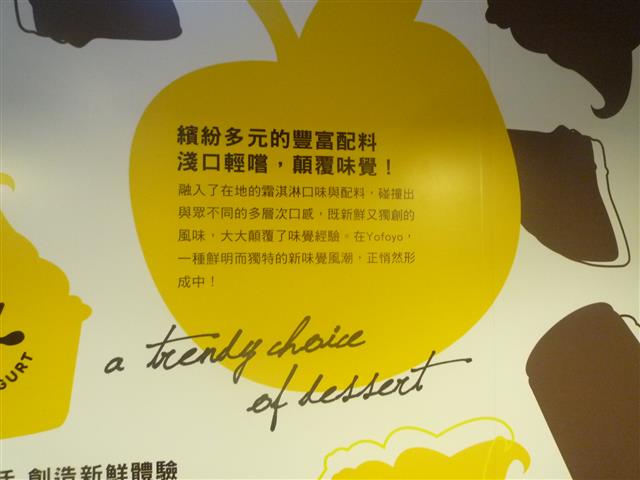 繽紛多元的豐富配料
淺口輕嚐，顛覆味覺！
融入了在地的霜淇淋口味與配料，碰撞出
與眾不同的多層次口感，既新鮮又獨創的
風味，大大顛覆了味覺經驗。在Yofoyo，
一種鮮明而獨特的新味覺風潮，正悄然形
成中！
a trendy choice
of dessert
GURT
創造新鮮體驗